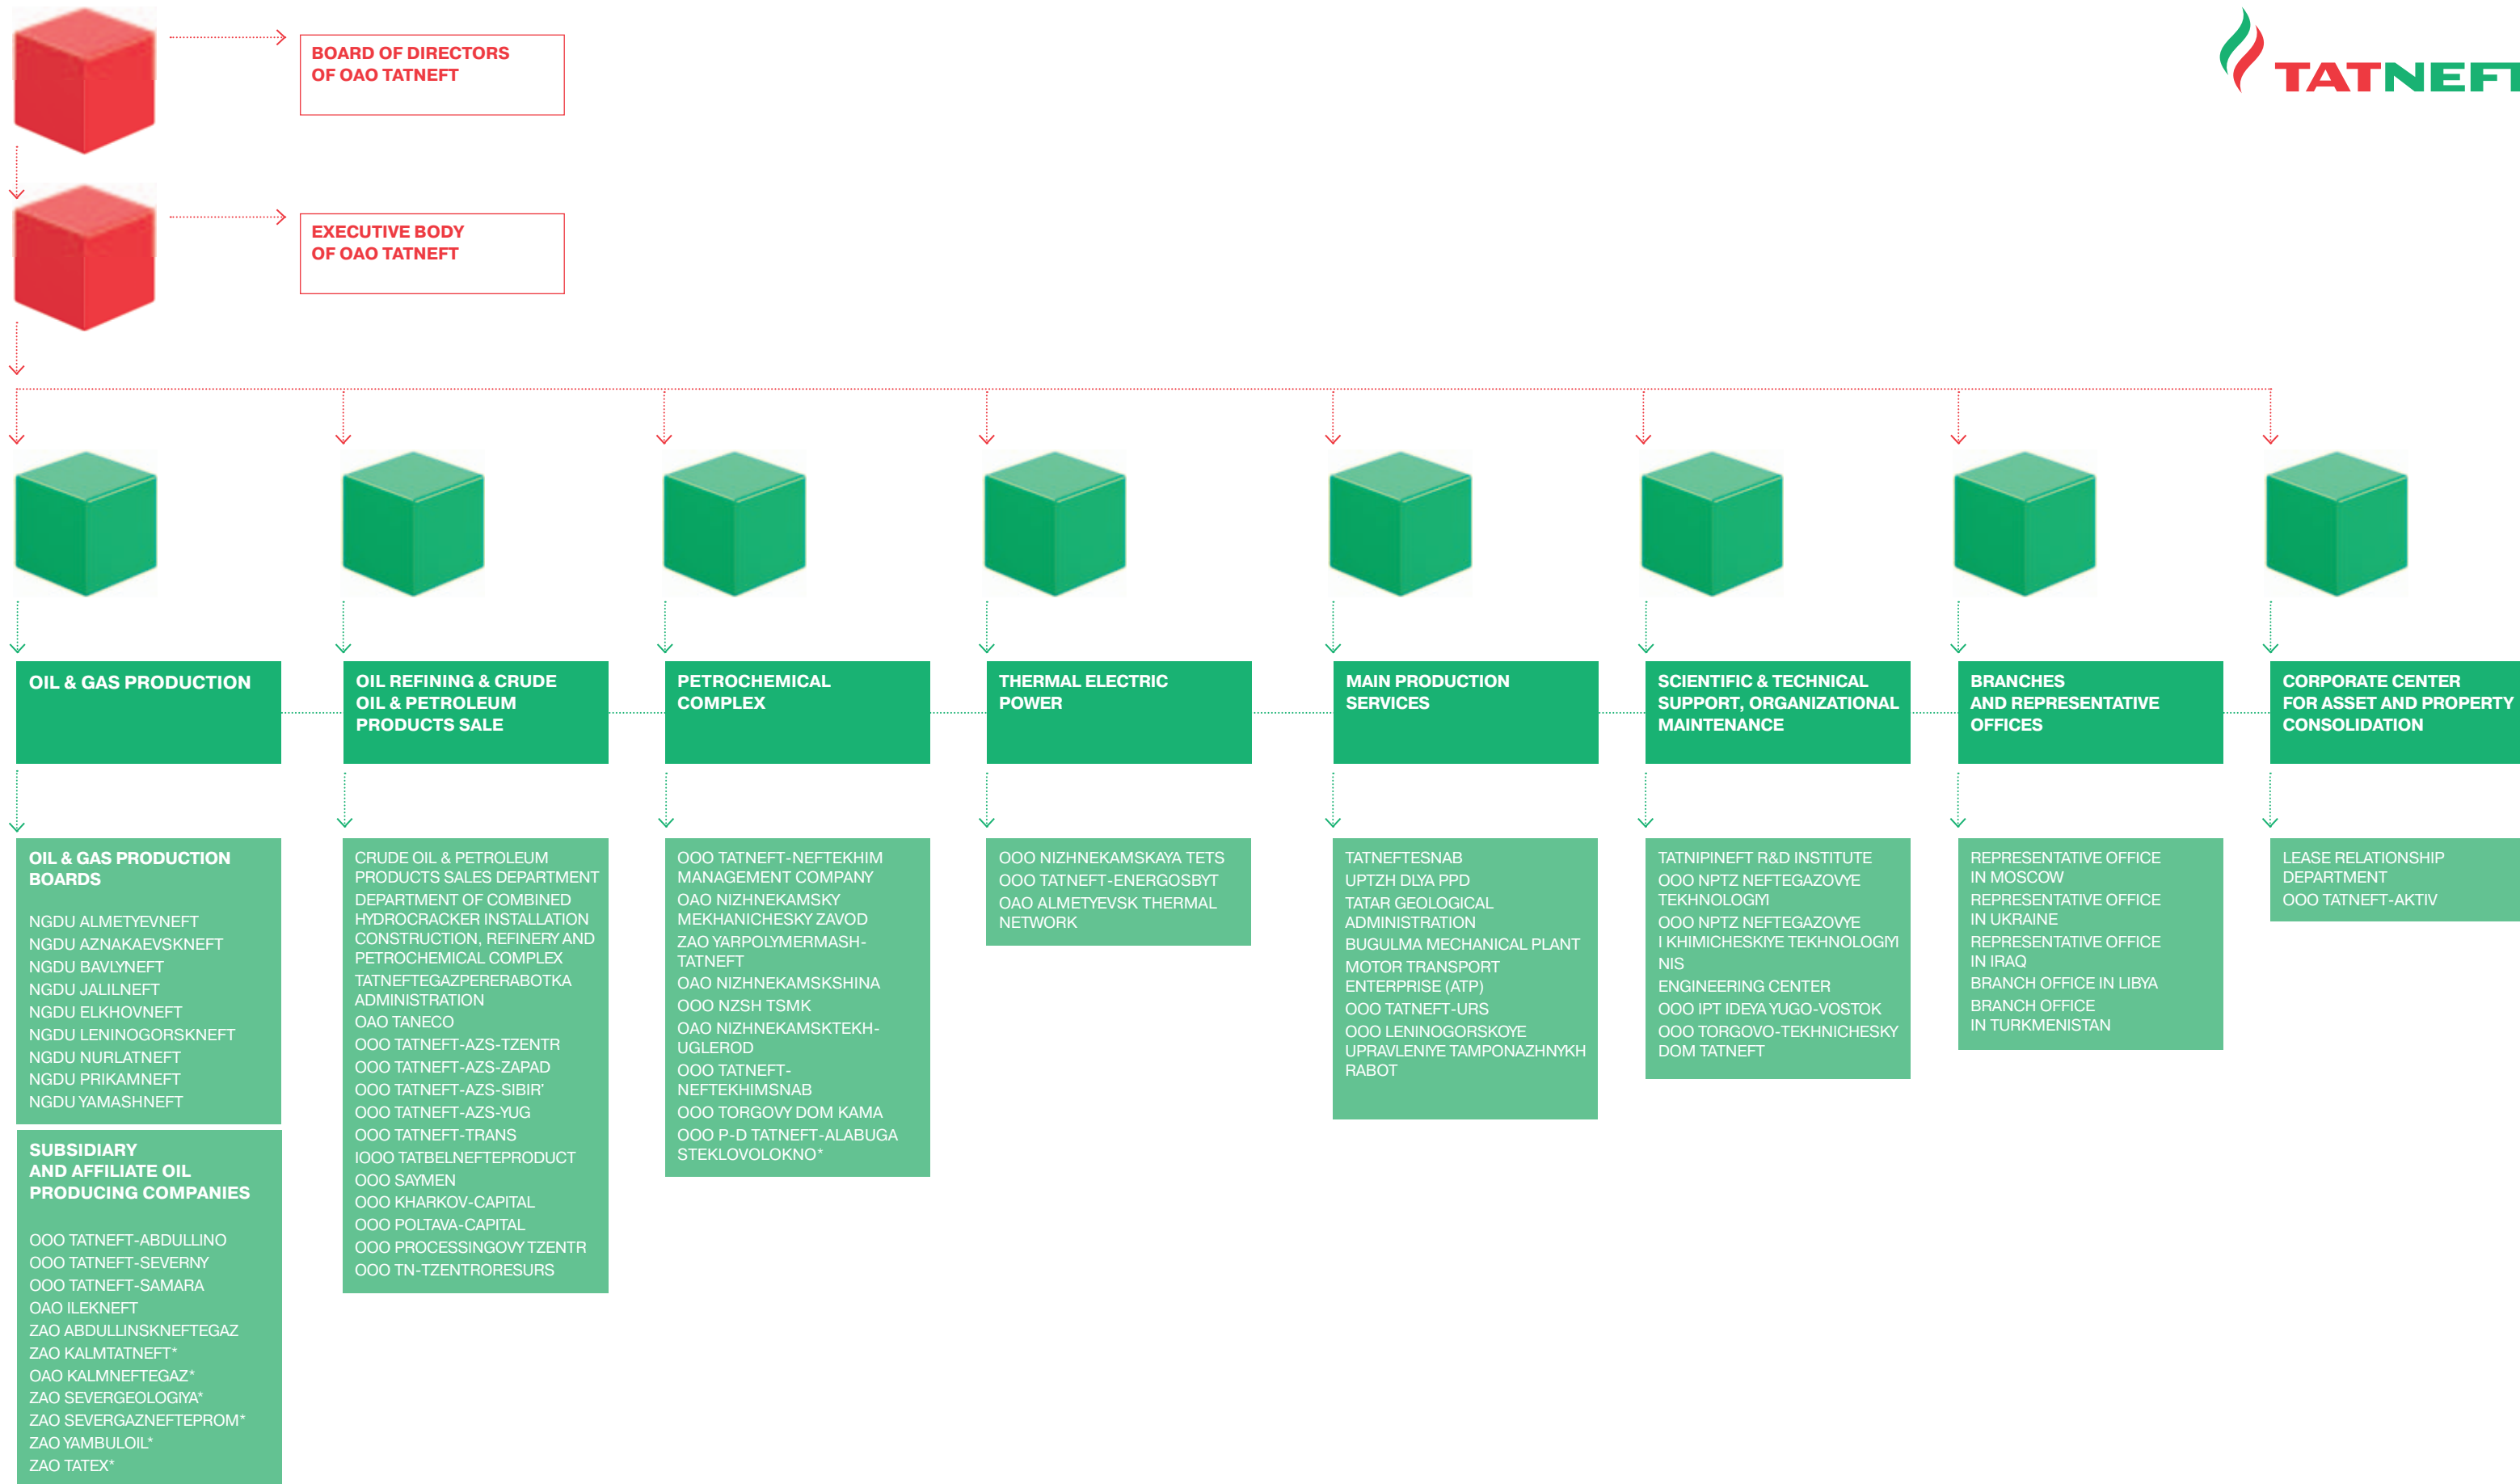 BOARD OF DIRECTORS
OF OAO TATNEFT
TATNEFT
EXECUTIVE BODY
OF OAO TATNEFT
OIL & GAS PRODUCTION
OIL REFINING & CRUDE
OIL & PETROLEUM
PRODUCTS SALE
PETROCHEMICAL
COMPLEX
THERMAL ELECTRIC
POWER
MAIN PRODUCTION
SERVICES
SCIENTIFIC & TECHNICAL
SUPPORT, ORGANIZATIONAL
MAINTENANCE
BRANCHES
AND REPRESENTATIVE
OFFICES
CORPORATE CENTER
FOR ASSET AND PROPERTY
CONSOLIDATION
OIL & GAS PRODUCTION
BOARDS
NGDU ALMETYEVNEFT
NGDU AZNAKAEVSKNEFT
NGDU BAVLYNEFT
NGDU JALILNEFT
NGDU ELKHOVNEFT
NGDU LENINOGORSKNEFT
NGDU NURLATNEFT
NGDU PRIKAMNEFT
NGDU YAMASHNEFT
SUBSIDIARY
AND AFFILIATE OIL
PRODUCING COMPANIES
OOO TATNEFT-ABDULLINO
OOO TATNEFT-SEVERNY
OOO TATNEFT-SAMARA
OAO ILEKNEFT
ZAO ABDULLINSKNEFTEGAZ
ZAO KALMTATNEFT*
OAO KALMNEFTEGAZ*
ZAO SEVERGEOLOGIYA*
ZAO SEVERGAZNEFTEPROM*
ZAO YAMBULOIL*
ZAO TATEX*
CRUDE OIL & PETROLEUM
PRODUCTS SALES DEPARTMENT
DEPARTMENT OF COMBINED
HYDROCRACKER INSTALLATION
CONSTRUCTION, REFINERY AND
PETROCHEMICAL COMPLEX
TATNEFTEGAZPERERABOTKA
ADMINISTRATION
OAO TANECO
OOO TATNEFT-AZS-TZENTR
OOO TATNEFT-AZS-ZAPAD
OOO TATNEFT-AZS-SIBIR'
OOO TATNEFT-AZS-YUG
OOO TATNEFT-TRANS
IOOO TATBELNEFTEPRODUCT
OOO SAYMEN
OOO KHARKOV-CAPITAL
OOO POLTAVA-CAPITAL
OOO PROCESSINGOVY TZENTR
OOO TN-TZENTRORESURS
OOO TATNEFT-NEFTEKHIM
MANAGEMENT COMPANY
OAO NIZHNEKAMSKY
MEKHANICHESKY ZAVOD
ZAO YARPOLYMERMASH-
TATNEFT
OAO NIZHNEKAMSKSHINA
OOO NZSH TSMK
OAO NIZHNEKAMSKTEKH-
UGLEROD
OOO TATNEFT-
NEFTEKHIMSNAB
OOO TORGOVY DOM KAMA
OOO P-D TATNEFT-ALABUGA
STEKLOVOLOKNO*
OOO NIZHNEKAMSKAYA TETS
OOO TATNEFT-ENERGOSBYT
OAO ALMETYEVSK THERMAL
NETWORK
TATNEFTESNAB
UPTZH DLYA PPD
TATAR GEOLOGICAL
ADMINISTRATION
BUGULMA MECHANICAL PLANT
MOTOR TRANSPORT
ENTERPRISE (ATP)
OOO TATNEFT-URS
OOO LENINOGORSKOYE
UPRAVLENIYE TAMPONAZHNYKH
RABOT
TATNIPINEFT R&D INSTITUTE
OOO NPTZ NEFTEGAZOVYE
TEKHNOLOGIYI
OOO NPTZ NEFTEGAZOVYE
I KHIMICHESKIYE TEKHNOLOGIYI
NIS
ENGINEERING CENTER
OOO IPT IDEYA YUGO-VOSTOK
OOO TORGOVO-TEKHNICHESKY
DOM TATNEFT
REPRESENTATIVE OFFICE
IN MOSCOW
REPRESENTATIVE OFFICE
IN UKRAINE
REPRESENTATIVE OFFICE
IN IRAQ
BRANCH OFFICE IN LIBYA
BRANCH OFFICE
IN TURKMENISTAN
LEASE RELATIONSHIP
DEPARTMENT
OOO TATNEFT-AKTIV